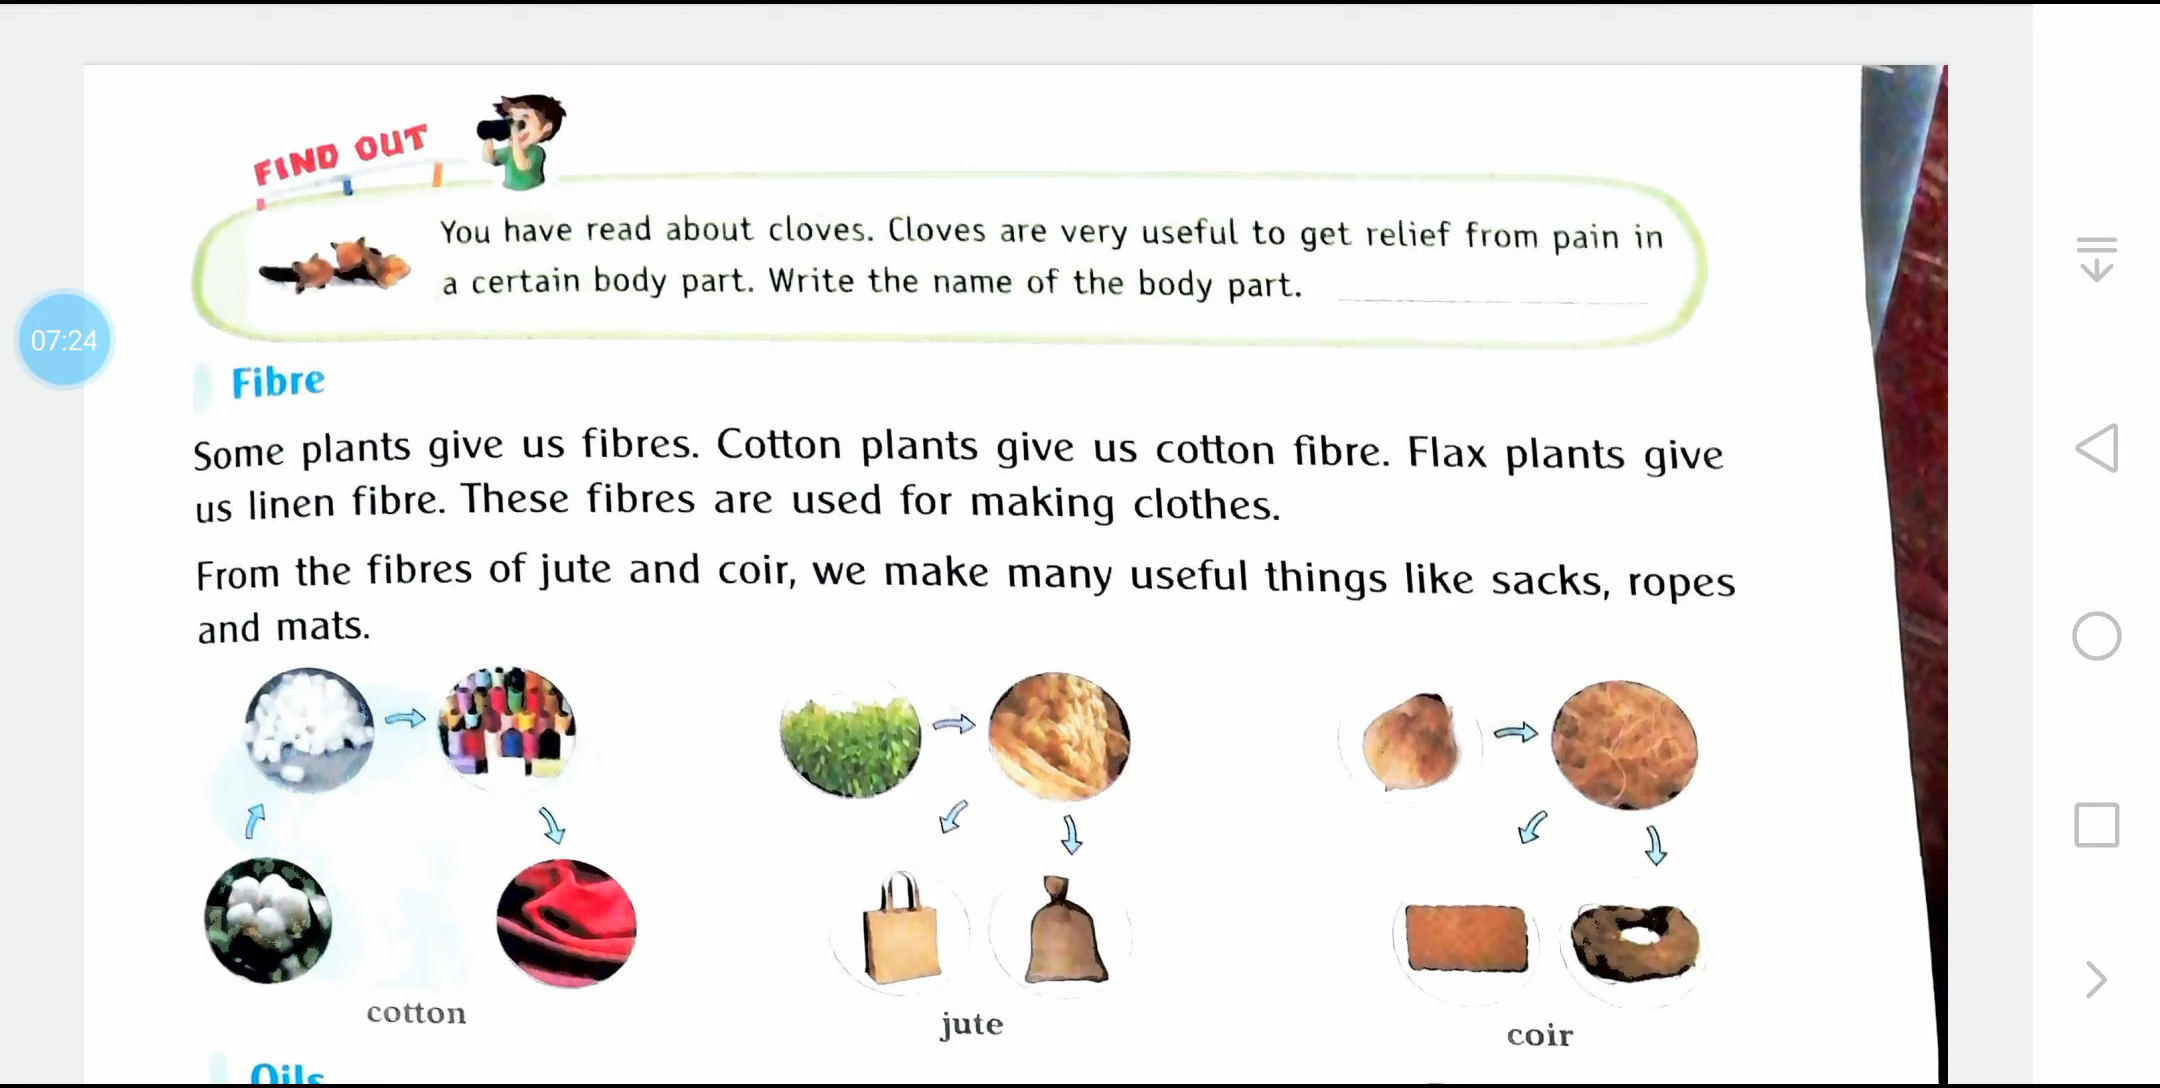 FIND OUT
You have read about cloves. Cloves are very useful to get relief from pain in
a certain body part. Write the name of the body part.
07:24
Fibre
Some plants give us fibres. Cotton plants give us cotton fibre. Flax plants give
us linen fibre. These fibres are used for making clothes.
From the fibres of jute and coir, we make many useful things like sacks, ropes
and mats.
cotton
jute
coir
Oils